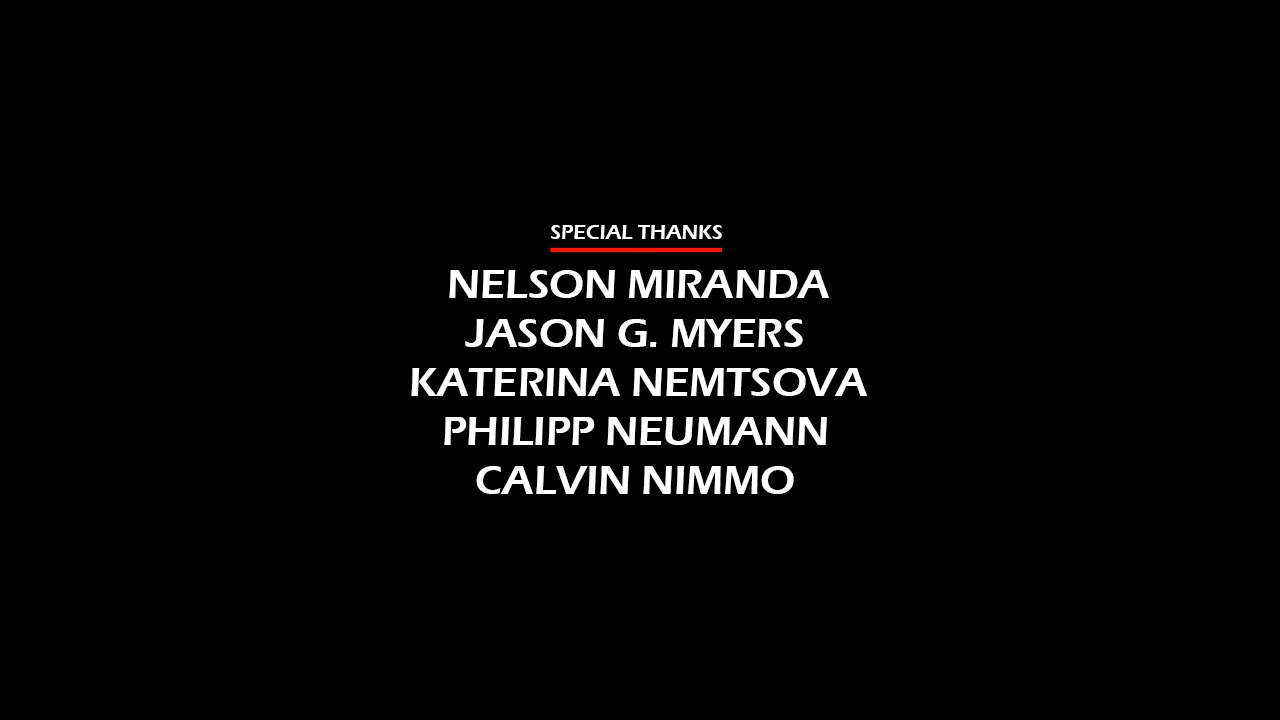 SPECIAL THANKS
NELSON MIRANDA
JASON G. MYERS
KATERINA NEMTSOVA
PHILIPP NEUMANN
CALVIN NIMMO